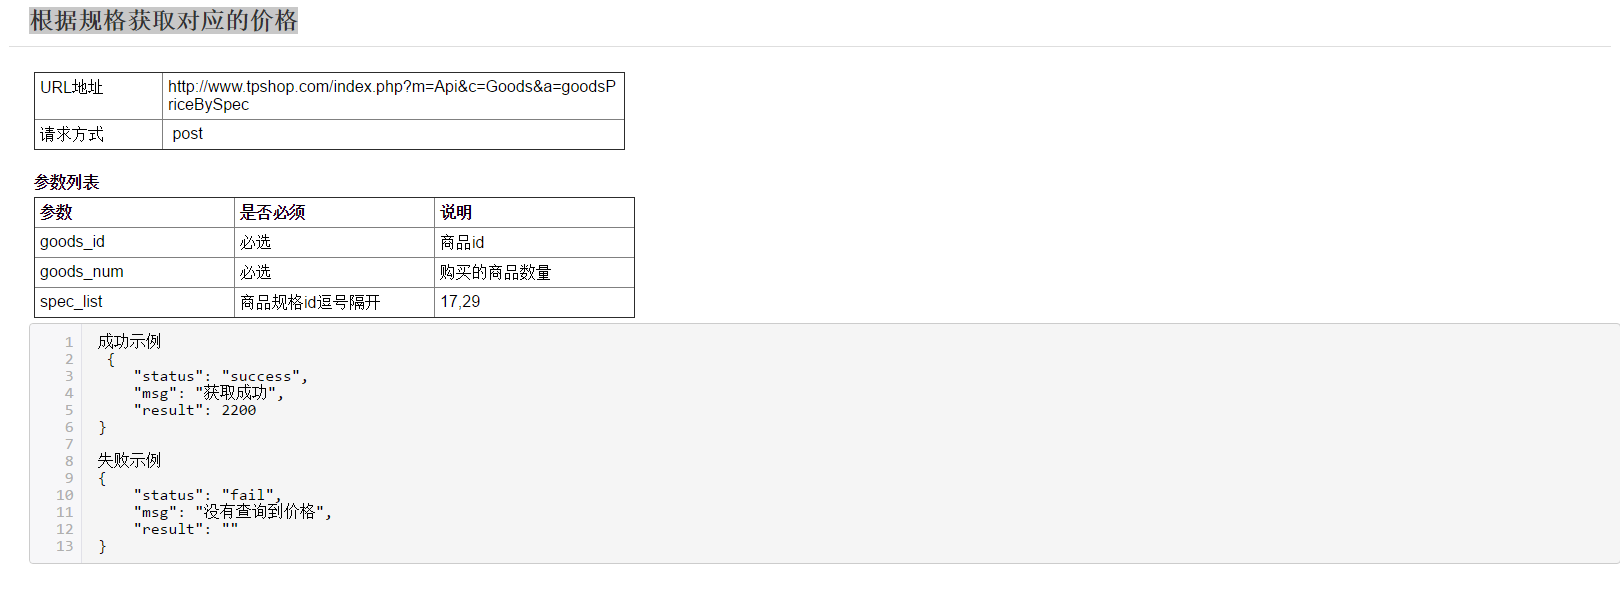 根据规格获取对应的价格
URL地址 http://www.tpshop.com/index.php?m=Api&c=Goods&a=goodsP
riceBySpec
请求方式 post
参数列表
参数 是否必须 说明
goods_id 必选 商品id
goods_num 必选 购买的商品数量
spec_list 商品规格id逗号隔开 17,29
1 成功示例
2 {
3 "status": "success",
4 "msg": "获取成功",
5 "result": 2200
6 }
7
8 失败示例
9 {
10 "status": "fail",
11 "msg": "没有查询到价格",
12 "result": ""
13 }